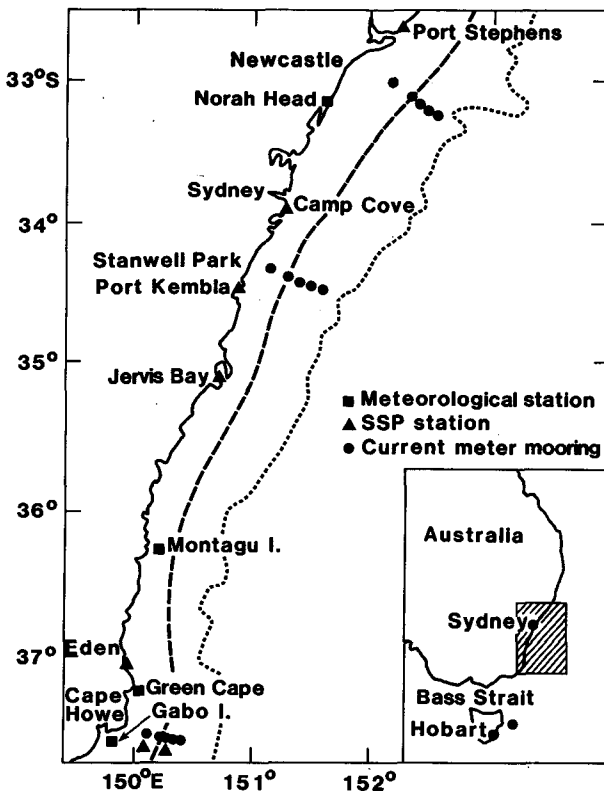 Port Stephens
Newcastle
33°S
Norah Head
Sydney
Camp Cove
34°
Stanwell Park
Port Kembla
35°
Jervis Bay
Meteorological station
SSP station
Current meter mooring
36°
Montagu I.
Australia
Sydney
Eden
37°
Green Cape
Cape
Howe
Gabo I.
Bass Strait
Hobart
150°E
151°
152°